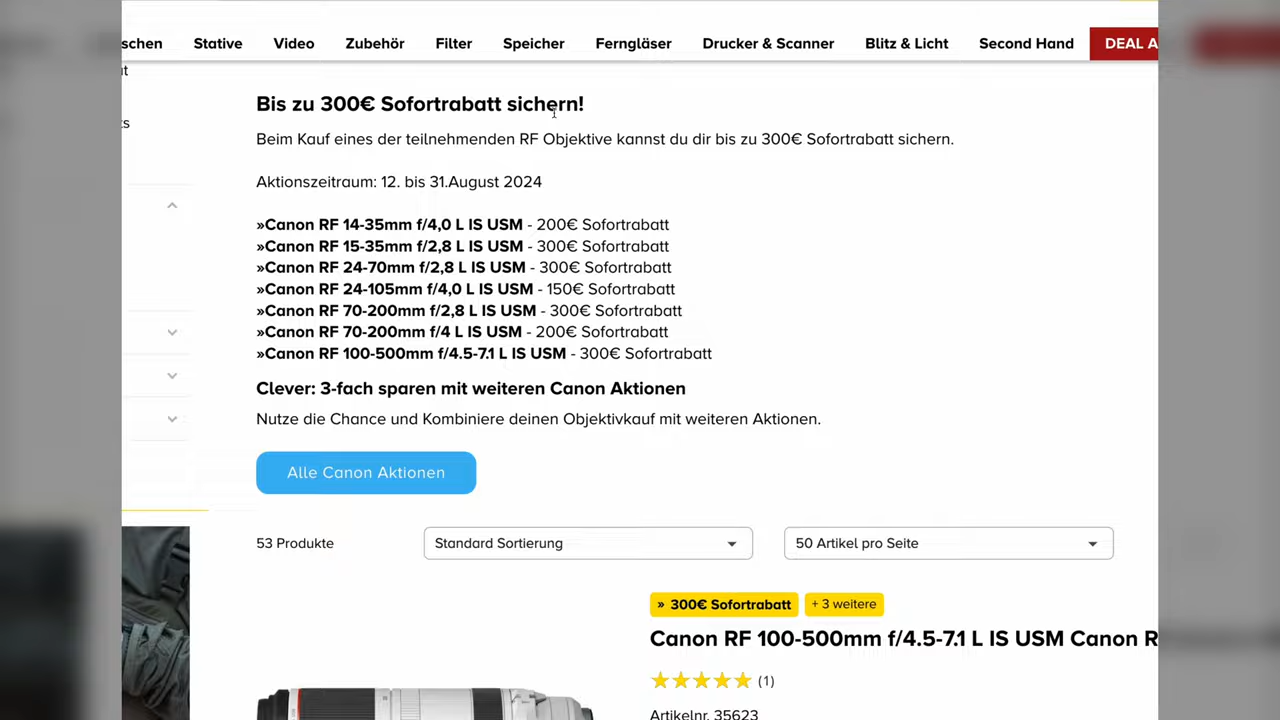 schen Stative Video Zubehör Filter Speicher Ferngläser Drucker & Scanner Blitz & Licht Second Hand DEAL A
Bis zu 300€ Sofortrabatt sichern!
Beim Kauf eines der teilnehmenden RF Objektive kannst du dir bis zu 300€ Sofortrabatt sichern.
Aktionszeitraum: 12. bis 31.August 2024
»Canon RF 14-35mm f/4,0 L IS USM - 200€ Sofortrabatt
»Canon RF 15-35mm f/2,8 L IS USM - 300€ Sofortrabatt
»Canon RF 24-70mm f/2,8 L IS USM - 300€ Sofortrabatt
»Canon RF 24-105mm f/4,0 L IS USM - 150€ Sofortrabatt
»Canon RF 70-200mm f/2,8 L IS USM - 300€ Sofortrabatt
»Canon RF 70-200mm f/4 L IS USM - 200€ Sofortrabatt
»Canon RF 100-500mm f/4.5-7.1 L IS USM - 300€ Sofortrabatt
Clever: 3-fach sparen mit weiteren Canon Aktionen
Nutze die Chance und Kombiniere deinen Objektivkauf mit weiteren Aktionen.
Alle Canon Aktionen
53 Produkte Standard Sortierung 50 Artikel pro Seite
» 300€ Sofortrabatt + 3 weitere
Canon RF 100-500mm f/4.5-7.1 L IS USM Canon R
(1)
Artikelnr. 35623